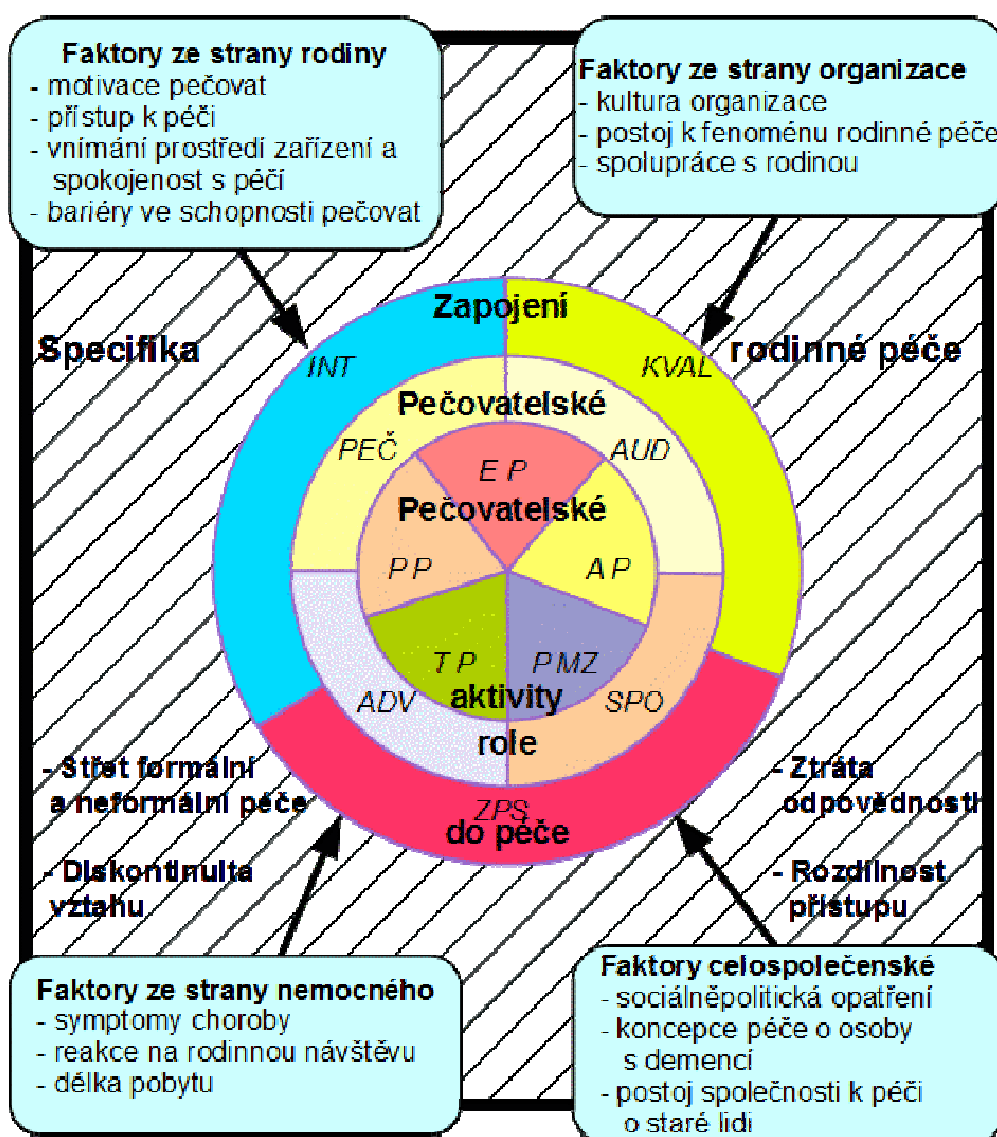 Faktory ze strany rodiny
- motivace pečovat
- přístup k péči
- vnímání prostředí zařízení a
spokojenost s péčí
- bariéry ve schopnosti pečovat
Faktory ze strany organizace
- kultura organizace
- postoj k fenoménu rodinné péče
- spolupráce s rodinou
Zapojení
Specifika
rodinné péče
INT
KVAL
Pečovatelské
PEČ
AUD
E P
Pečovatelské
P P
A P
T P
P MZ
ADV
aktivity
SPO
role
ZPS
do péče
- Střet formální
a neformální péče
- Diskontinuita
vztahu
- Ztráta
odpovědnosti
- Rozdílnost
přístupu
Faktory ze strany nemocného
- symptomy choroby
- reakce na rodinnou návštěvu
- délka pobytu
Faktory celospolečenské
- sociálněpolitická opatření
- koncepce péče o osoby
s demencí
- postoj společnosti k péči
o staré lidi